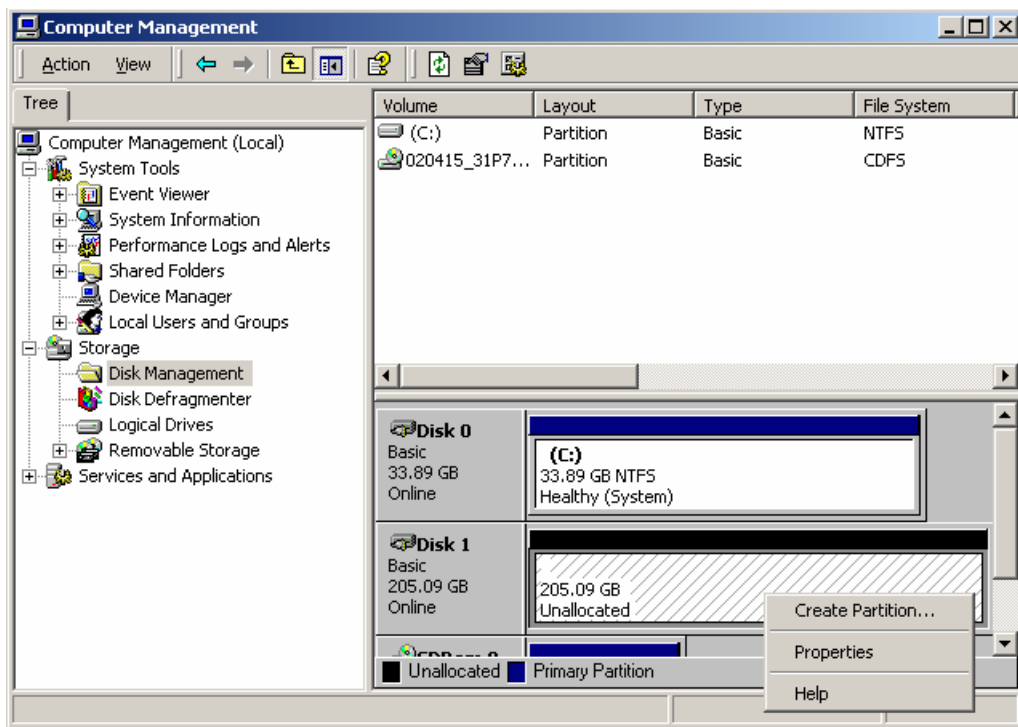 Computer Management
Action View
Tree
Computer Management (Local)
System Tools
Event Viewer
System Information
Performance Logs and Alerts
Shared Folders
Device Manager
Local Users and Groups
Storage
Disk Management
Disk Defragmenter
Logical Drives
Removable Storage
Services and Applications
Volume Layout Type File System
(C:) Partition Basic NTFS
020415_31P7... Partition Basic CDFS
Disk 0
Basic
33.89 GB
Online
(C:)
33.89 GB NTFS
Healthy (System)
Disk 1
Basic
205.09 GB
Online
205.09 GB
Unallocated
Create Partition...
Properties
Help
Unallocated Primary Partition